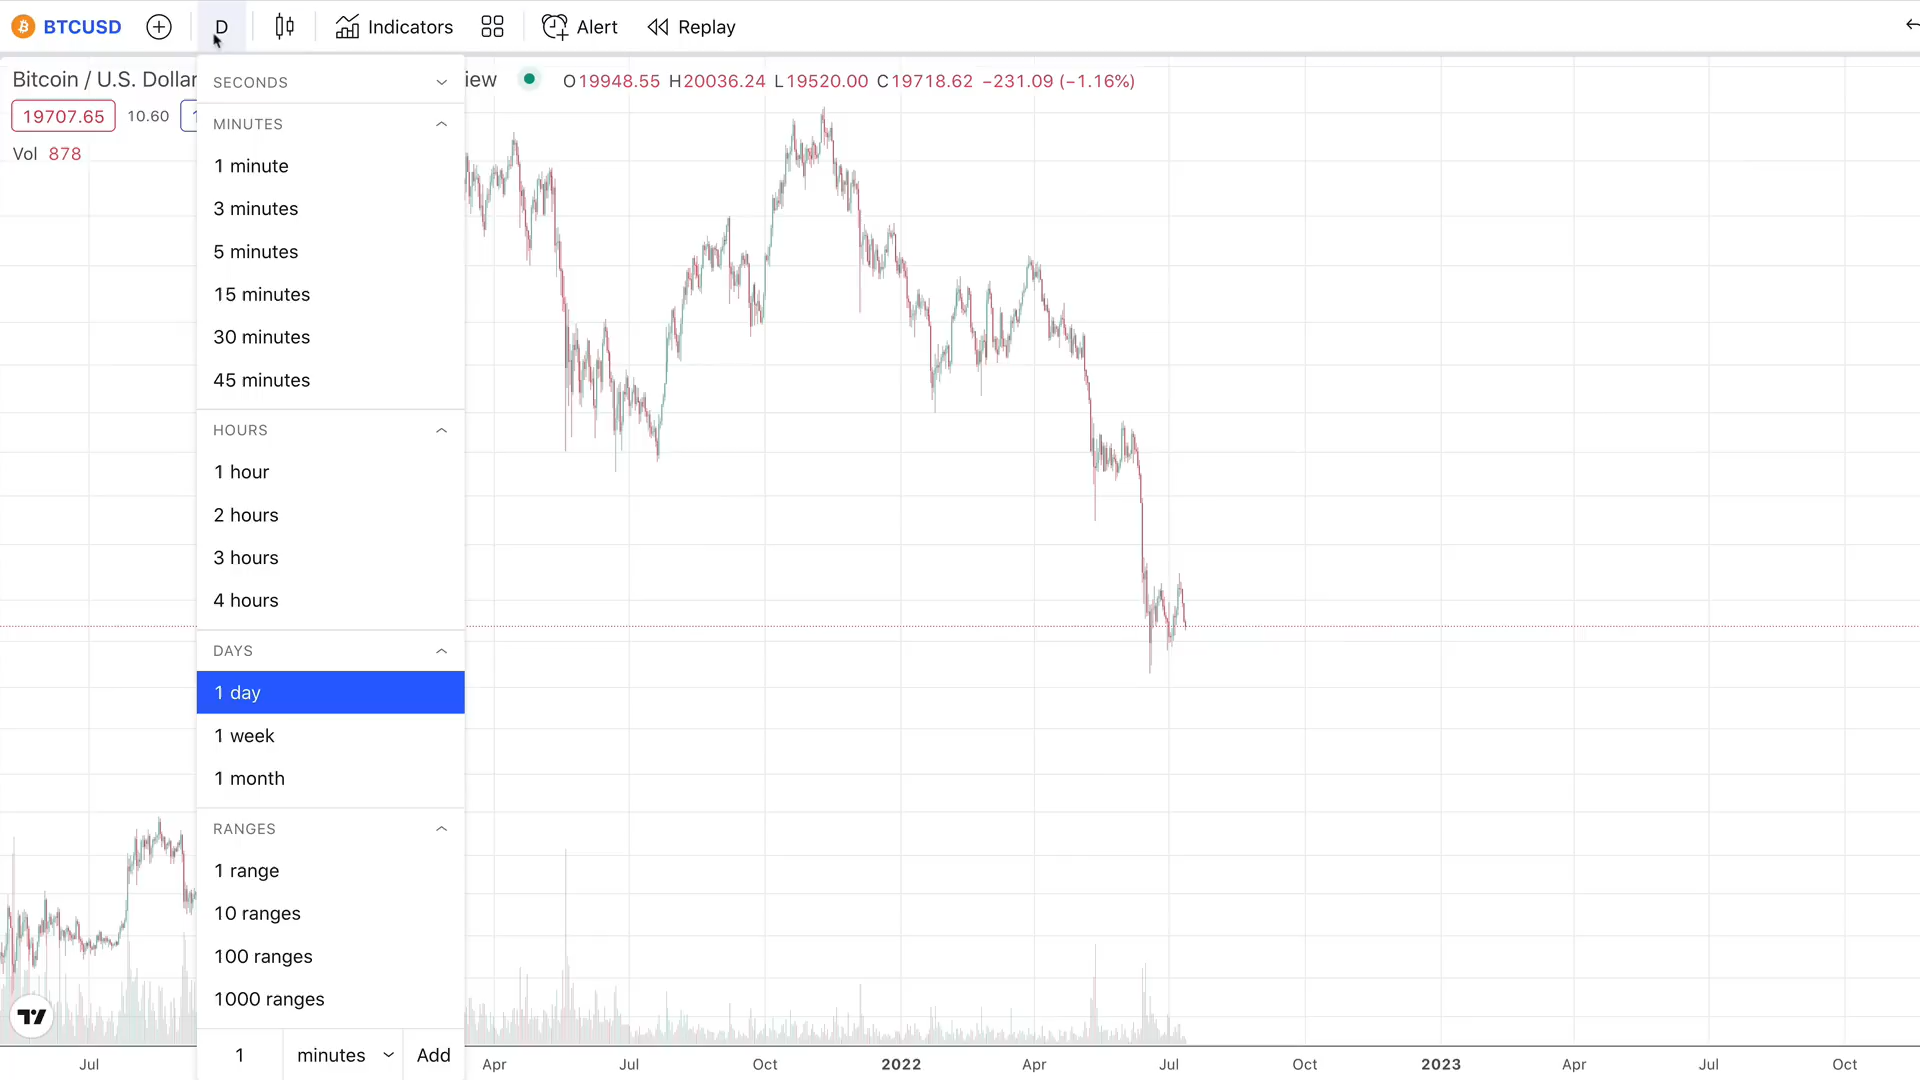 BTCUSD D Indicators Alert Replay
Bitcoin / U.S. Dollar iew O19948.55 H20036.24 L19520.00 C19718.62 −231.09 (−1.16%)
19707.65 10.60 1
Vol 878
SECONDS
MINUTES
1 minute
3 minutes
5 minutes
15 minutes
30 minutes
45 minutes
HOURS
1 hour
2 hours
3 hours
4 hours
DAYS
1 day
1 week
1 month
RANGES
1 range
10 ranges
100 ranges
1000 ranges
1 minutes Add
Jul Apr Jul Oct 2022 Apr Jul Oct 2023 Apr Jul Oct